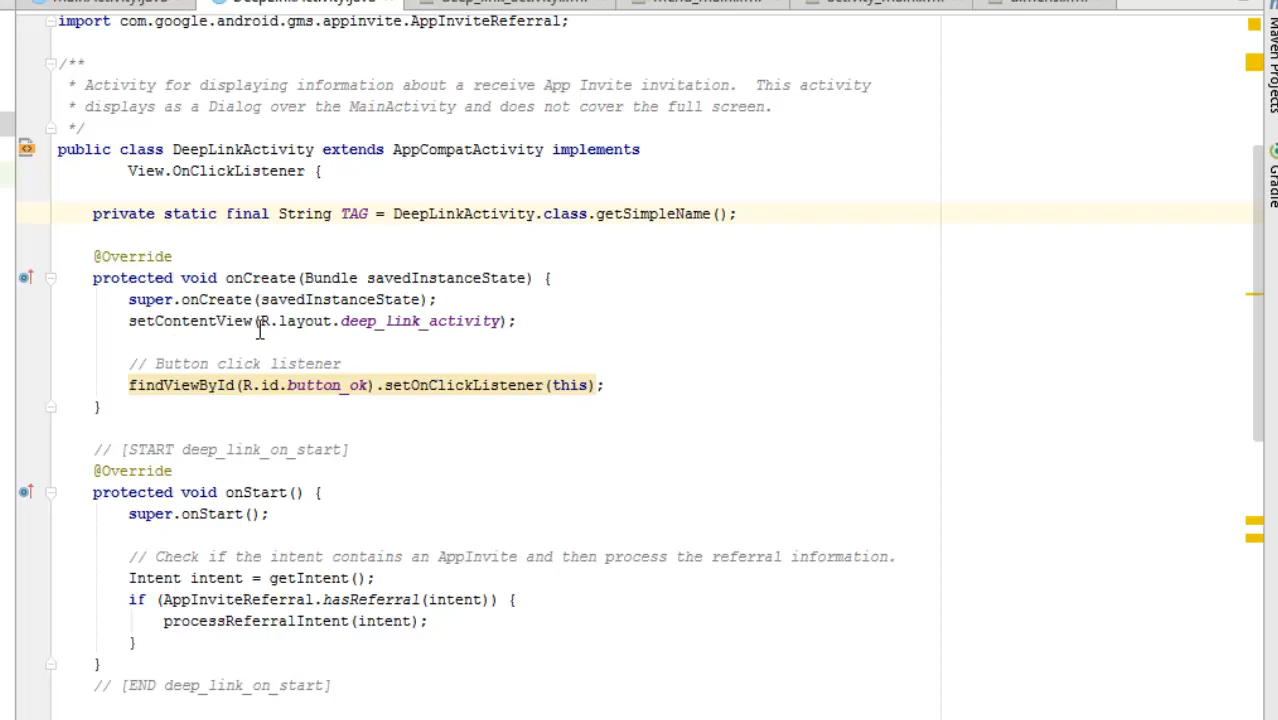 import com.google.android.gms.appinvite.AppInviteReferral;
/**
* Activity for displaying information about a receive App Invite invitation.  This activity
* displays as a Dialog over the MainActivity and does not cover the full screen.
*/
public class DeepLinkActivity extends AppCompatActivity implements
View.OnClickListener {
private static final String TAG = DeepLinkActivity.class.getSimpleName();
@Override
protected void onCreate(Bundle savedInstanceState) {
super.onCreate(savedInstanceState);
setContentView(R.layout.deep_link_activity);
// Button click listener
findViewById(R.id.button_ok).setOnClickListener(this);
}
// [START deep_link_on_start]
@Override
protected void onStart() {
super.onStart();
// Check if the intent contains an AppInvite and then process the referral information.
Intent intent = getIntent();
if (AppInviteReferral.hasReferral(intent)) {
processReferralIntent(intent);
}
}
// [END deep_link_on_start]
Maven Projects
Gradle